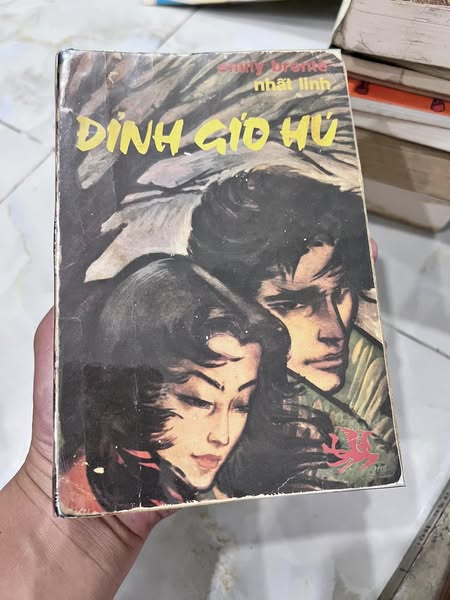 emily bronte
nhất linh
ĐỈNH GIÓ HÚ